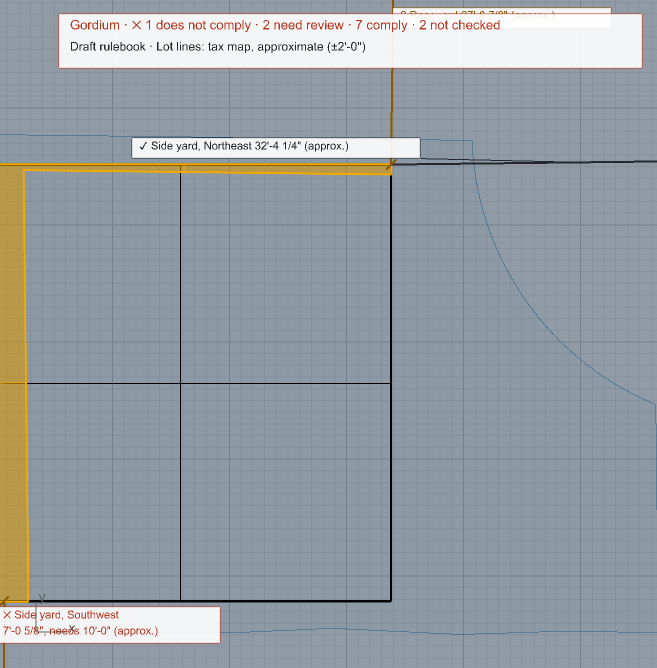 Gordium · ✕ 1 does not comply · 2 need review · 7 comply · 2 not checked
Draft rulebook · Lot lines: tax map, approximate (±2'-0")
✓ Side yard, Northeast 32'-4 1/4" (approx.)
✕ Side yard, Southwest
7'-0 5/8", needs 10'-0" (approx.)
Y
X